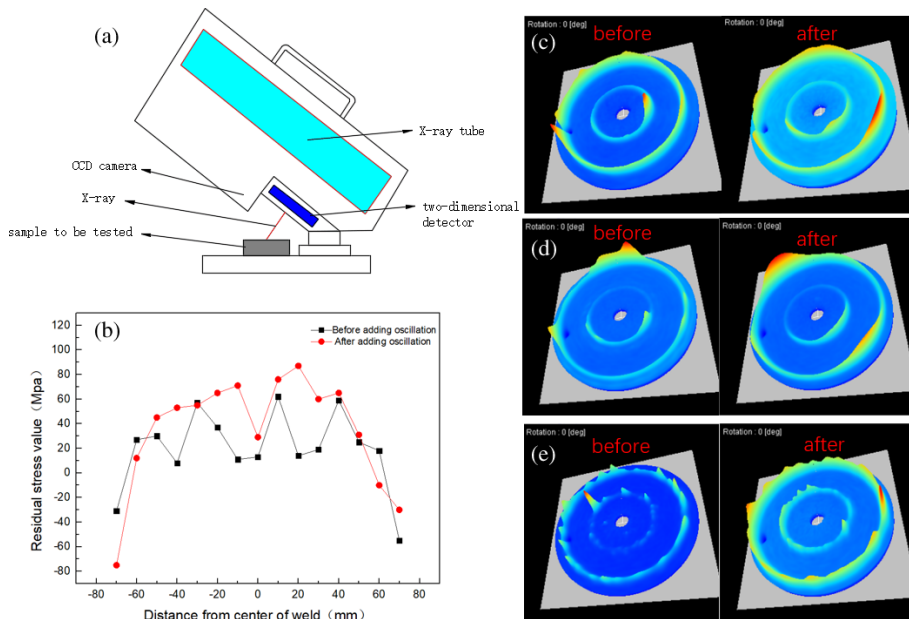 (a)
X-ray tube
CCD camera
X-ray
two-dimensional
detector
sample to be tested
(b)
Before adding oscillation
After adding oscillation
Residual stress value（Mpa）
120
100
80
60
40
20
0
-20
-40
-60
-80
-80 -60 -40 -20 0 20 40 60 80
Distance from center of weld（mm）
(c)
Rotation : 0 [deg]
before
Rotation : 0 [deg]
after
(d)
Rotation : 0 [deg]
before
Rotation : 0 [deg]
after
(e)
Rotation : 0 [deg]
before
Rotation : 0 [deg]
after